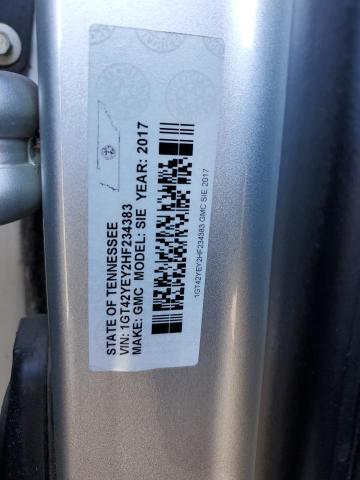 STATE OF TENNESSEE
VIN: 1GT42YEY2HF234383
MAKE: GMC MODEL: SIE YEAR: 2017
1GT42YEY2HF234383 GMC SIE 2017